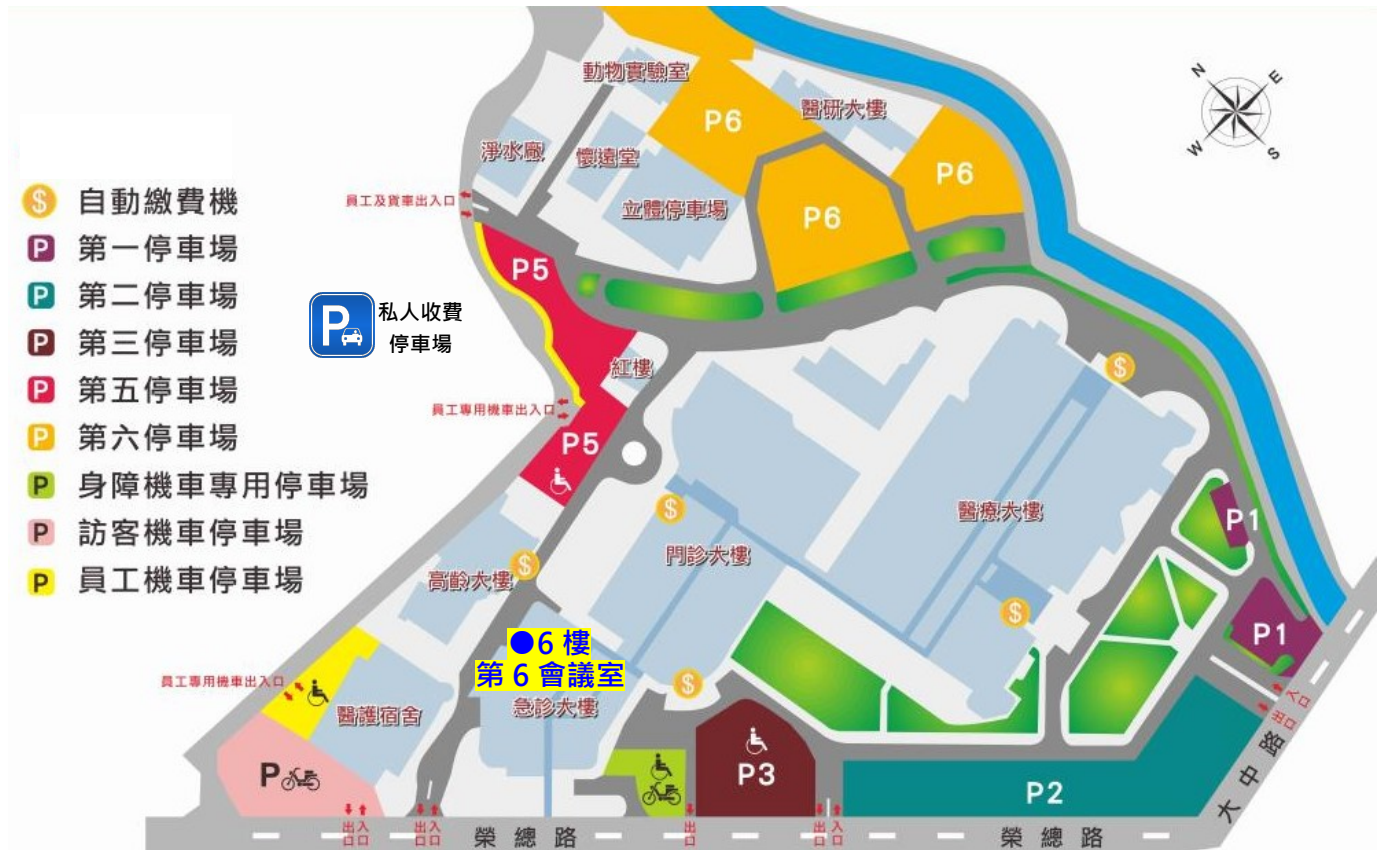 動物實驗室
P6
醫研大樓
N
E
W
S
淨水廠
懷遠堂
P6
立體停車場
P6
$ 自動繳費機
員工及貨車出入口
P 第一停車場
P5
P 第二停車場
P 私人收費
停車場
P 第三停車場
紅樓
$
P 第五停車場
員工專用機車出入口
P5
P 第六停車場
P 身障機車專用停車場
$
醫療大樓
P1
P 訪客機車停車場
門診大樓
P 員工機車停車場
高齡大樓
$
$
P1
●6 樓
第 6 會議室
員工專用機車出入口
$
急診大樓
醫護宿舍
入口
出口
大中路
P
P3
P2
出口
入口
出口
入口
榮總路
出口
出口
入口
榮總路